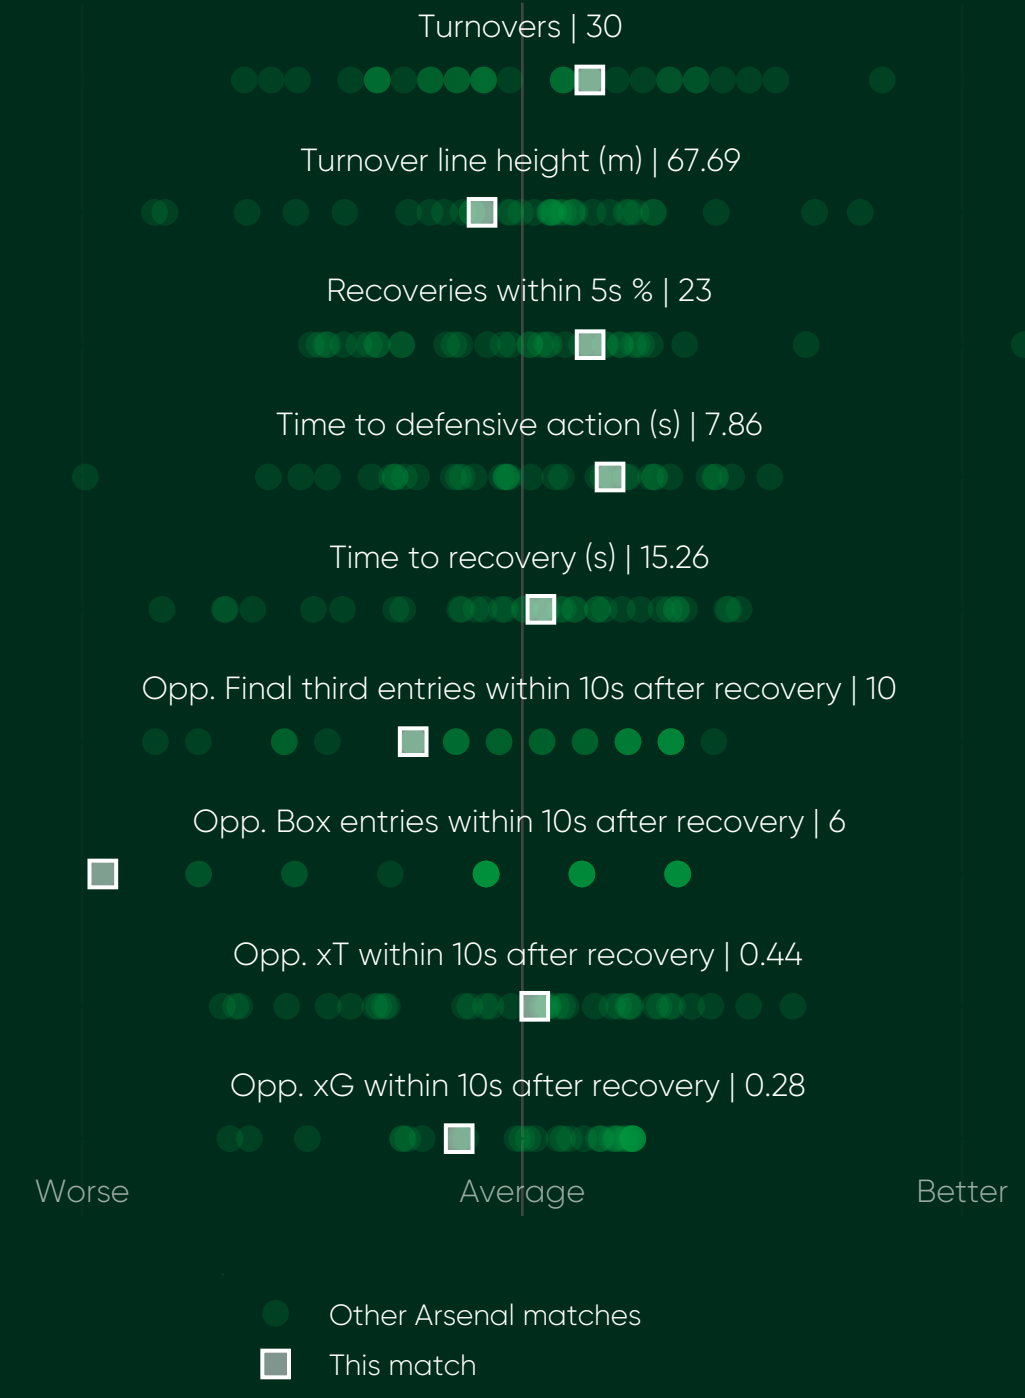 Turnovers | 30
Turnover line height (m) | 67.69
Recoveries within 5s % | 23
Time to defensive action (s) | 7.86
Time to recovery (s) | 15.26
Opp. Final third entries within 10s after recovery | 10
Opp. Box entries within 10s after recovery | 6
Opp. xT within 10s after recovery | 0.44
Opp. xG within 10s after recovery | 0.28
Worse Average Better
Other Arsenal matches
This match